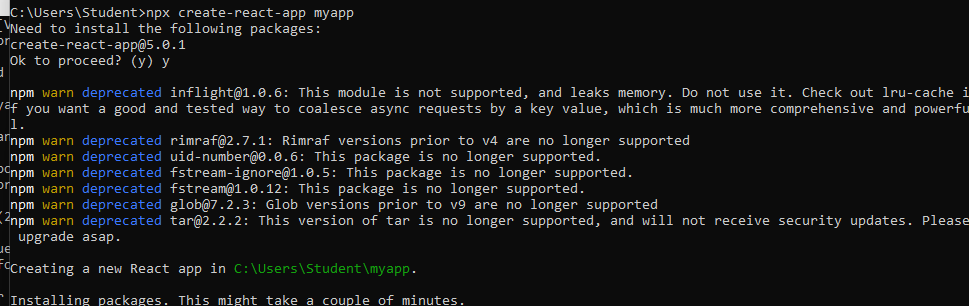 C:\Users\Student>npx create-react-app myapp
Need to install the following packages:
create-react-app@5.0.1
Ok to proceed? (y) y
npm warn deprecated inflight@1.0.6: This module is not supported, and leaks memory. Do not use it. Check out lru-cache i
f you want a good and tested way to coalesce async requests by a key value, which is much more comprehensive and powerfu
l.
npm warn deprecated rimraf@2.7.1: Rimraf versions prior to v4 are no longer supported
npm warn deprecated uid-number@0.0.6: This package is no longer supported.
npm warn deprecated fstream-ignore@1.0.5: This package is no longer supported.
npm warn deprecated fstream@1.0.12: This package is no longer supported.
npm warn deprecated glob@7.2.3: Glob versions prior to v9 are no longer supported
npm warn deprecated tar@2.2.2: This version of tar is no longer supported, and will not receive security updates. Please
 upgrade asap.
Creating a new React app in C:\Users\Student\myapp.
Installing packages. This might take a couple of minutes.